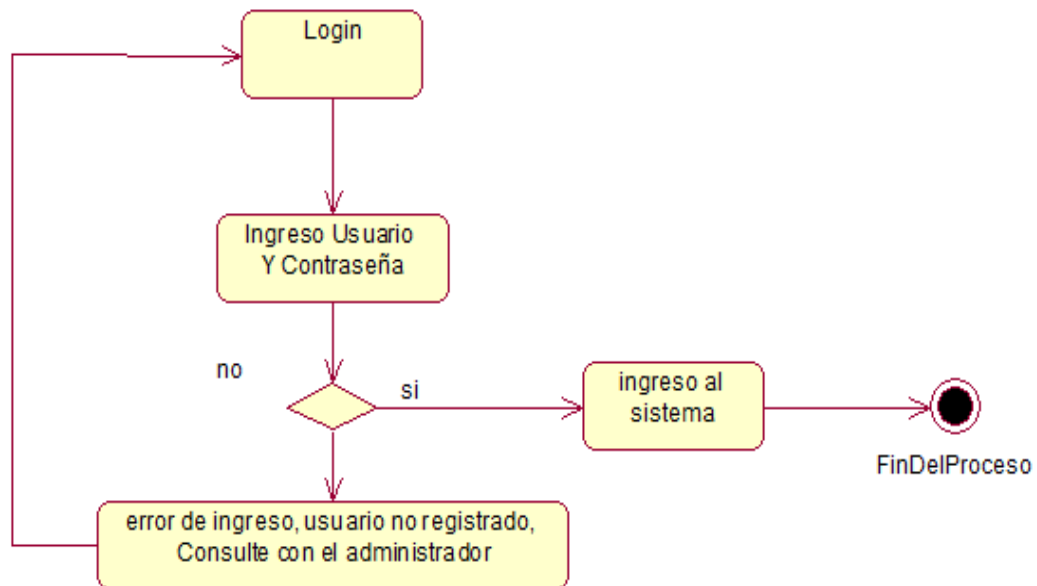 Login
Ingreso Usuario
Y Contraseña
no
si
ingreso al
sistema
FinDelProceso
error de ingreso, usuario no registrado,
Consulte con el administrador